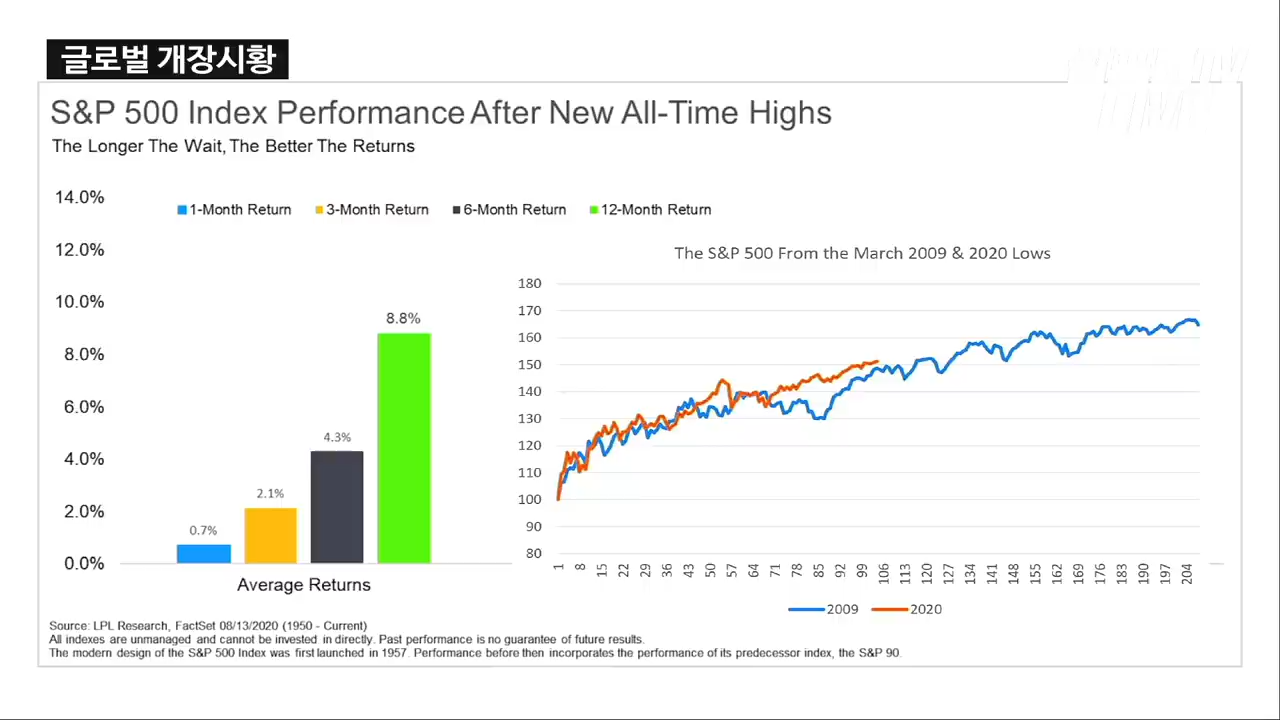 글로벌 개장시황
S&P 500 Index Performance After New All-Time Highs
The Longer The Wait, The Better The Returns
14.0%
12.0%
10.0%
8.0%
6.0%
4.0%
2.0%
0.0%
1-Month Return 3-Month Return 6-Month Return 12-Month Return
0.7%
2.1%
4.3%
8.8%
Average Returns
The S&P 500 From the March 2009 & 2020 Lows
180
170
160
150
140
130
120
110
100
90
80
1 8 15 22 29 36 43 50 57 64 71 78 85 92 99 106 113 120 127 134 141 148 155 162 169 176 183 190 197 204
2009 2020
Source: LPL Research, FactSet 08/13/2020 (1950 - Current)
All indexes are unmanaged and cannot be invested in directly. Past performance is no guarantee of future results.
The modern design of the S&P 500 Index was first launched in 1957. Performance before then incorporates the performance of its predecessor index, the S&P 90.